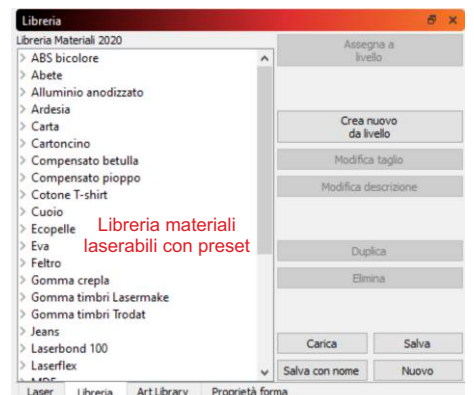 Libreria
Libreria Materiali 2020
> ABS bicolore
> Abete
> Alluminio anodizzato
> Ardesia
> Carta
> Cartoncino
> Compensato betulla
> Compensato pioppo
> Cotone T-shirt
> Cuoio
> Ecopelle
> Eva
> Feltro
> Gomma crepla
> Gomma timbri Lasermake
> Gomma timbri Trodat
> Jeans
> Laserbond 100
> Laserflex
> MDF
Libreria materiali
laserabili con preset
Assegna a
livello
Crea nuovo
da livello
Modifica taglio
Modifica descrizione
Duplica
Elimina
Carica Salva
Salva con nome Nuovo
Laser Libreria Art Library Proprietà forma